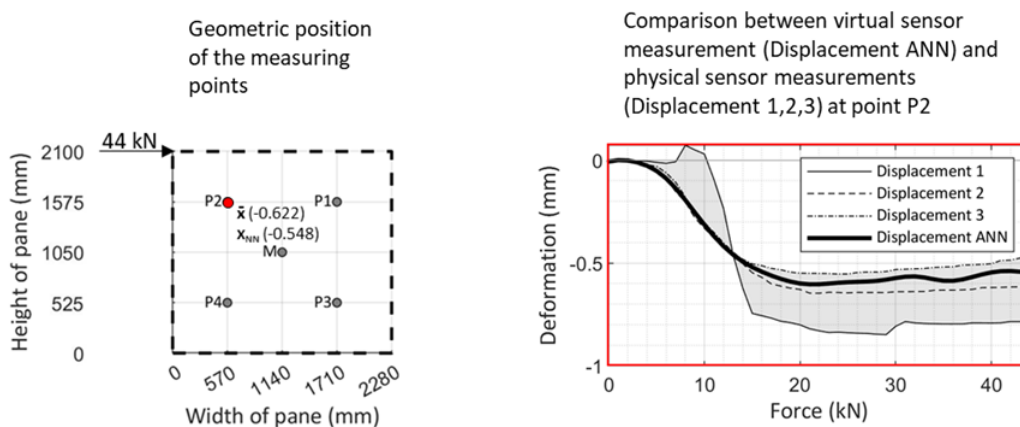 Geometric position
of the measuring
points
44 kN
Height of pane (mm)
2100
1575
1050
525
0
P2
P1
x̄ (-0.622)
xNN (-0.548)
M
P4
P3
0
570
1140
1710
2280
Width of pane (mm)
Comparison between virtual sensor
measurement (Displacement ANN) and
physical sensor measurements
(Displacement 1,2,3) at point P2
Deformation (mm)
0
-0.5
-1
Displacement 1
Displacement 2
Displacement 3
Displacement ANN
0
10
20
30
40
Force (kN)